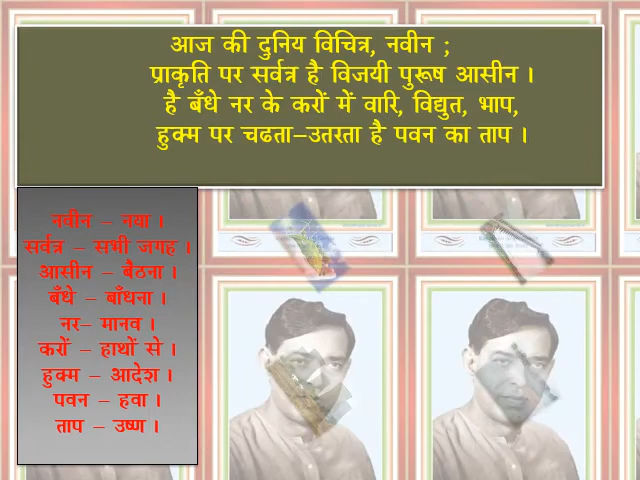 आज की दुनिय विचित्र, नवीन ;
प्राकृति पर सर्वत्र है विजयी पुरूष आसीन ।
है बँधे नर के करों में वारि, विद्युत, भाप,
हुक्म पर चढता–उतरता है पवन का ताप ।
नवीन – नया ।
सर्वत्र – सभी जगह ।
आसीन – बैठना ।
बँधे – बाँधना ।
नर– मानव ।
करों – हाथों से ।
हुक्म – आदेश ।
पवन – हवा ।
ताप – उष्ण ।